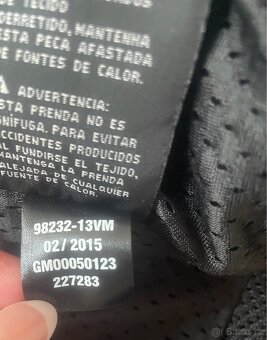 DE TECIDO
DERRETIDO, MANTENHA
ESTA PEÇA AFASTADA
DE FONTES DE CALOR.
ADVERTENCIA:
ESTA PRENDA NO ES
IGNÍFUGA. PARA EVITAR
ACCIDENTES PRODUCIDOS
AL FUNDIRSE EL TEJIDO,
MANTENGA LA PRENDA
ALEJADA DE CUALQUIER
FUENTE DE CALOR.
98232-13VM
02 / 2015
GM00050123
227283